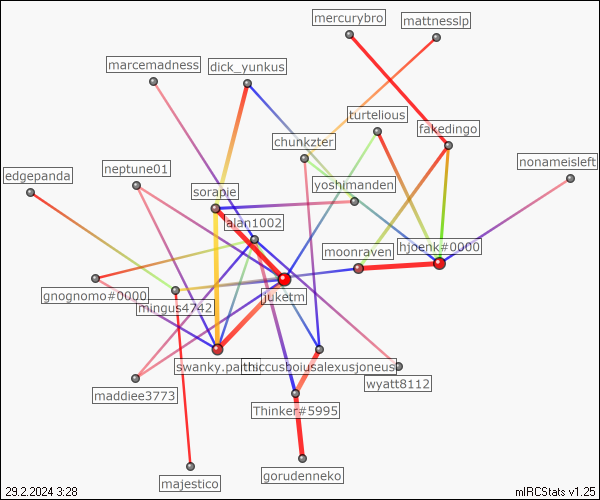 mercurybro
mattnesslp
marcemadness
dick_yunkus
turtelious
fakedingo
chunkzter
nonameisleft
neptune01
edgepanda
yoshimanden
sorapie
alan1002
hjoenk#0000
moonraven
gnognomo#0000
juketm
mingus4742
swanky.pa
thiccusboiusalexusjoneus
wyatt8112
maddiee3773
Thinker#5995
gorudenneko
majestico
29.2.2024 3:28
mIRCStats v1.25